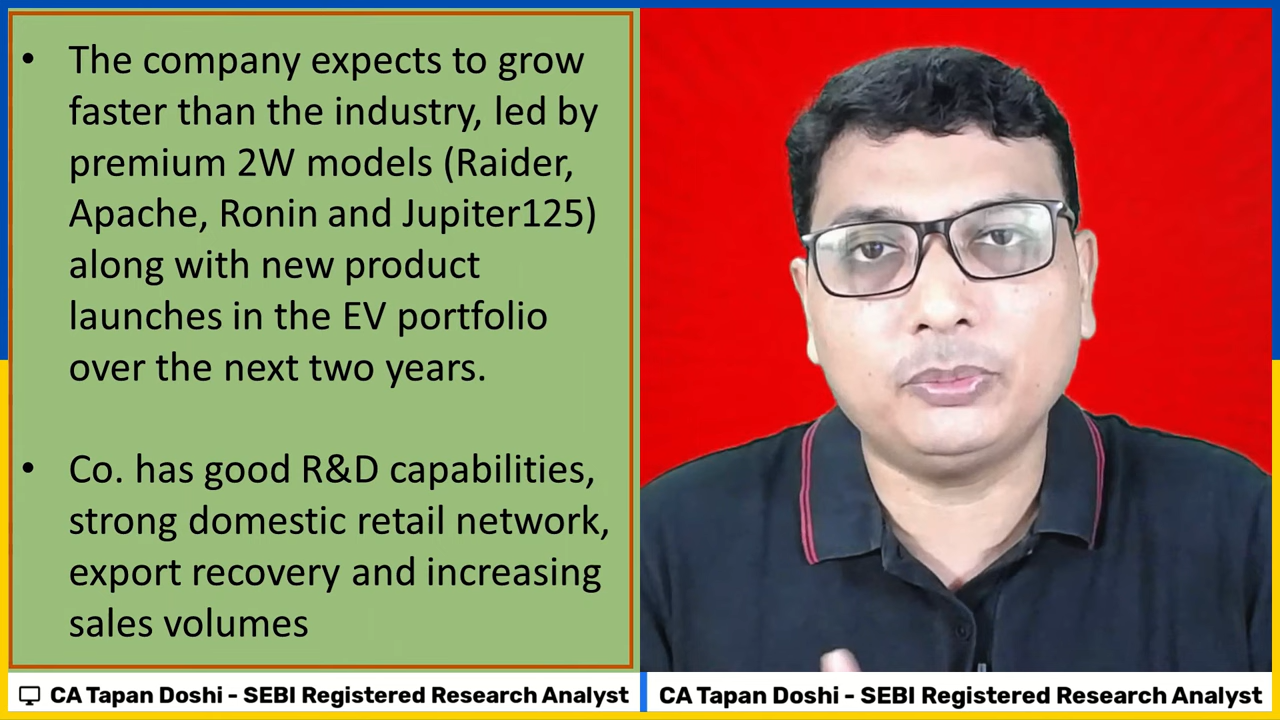 • The company expects to grow
faster than the industry, led by
premium 2W models (Raider,
Apache, Ronin and Jupiter125)
along with new product
launches in the EV portfolio
over the next two years.
• Co. has good R&D capabilities,
strong domestic retail network,
export recovery and increasing
sales volumes
CA Tapan Doshi - SEBI Registered Research Analyst
CA Tapan Doshi - SEBI Registered Research Analyst